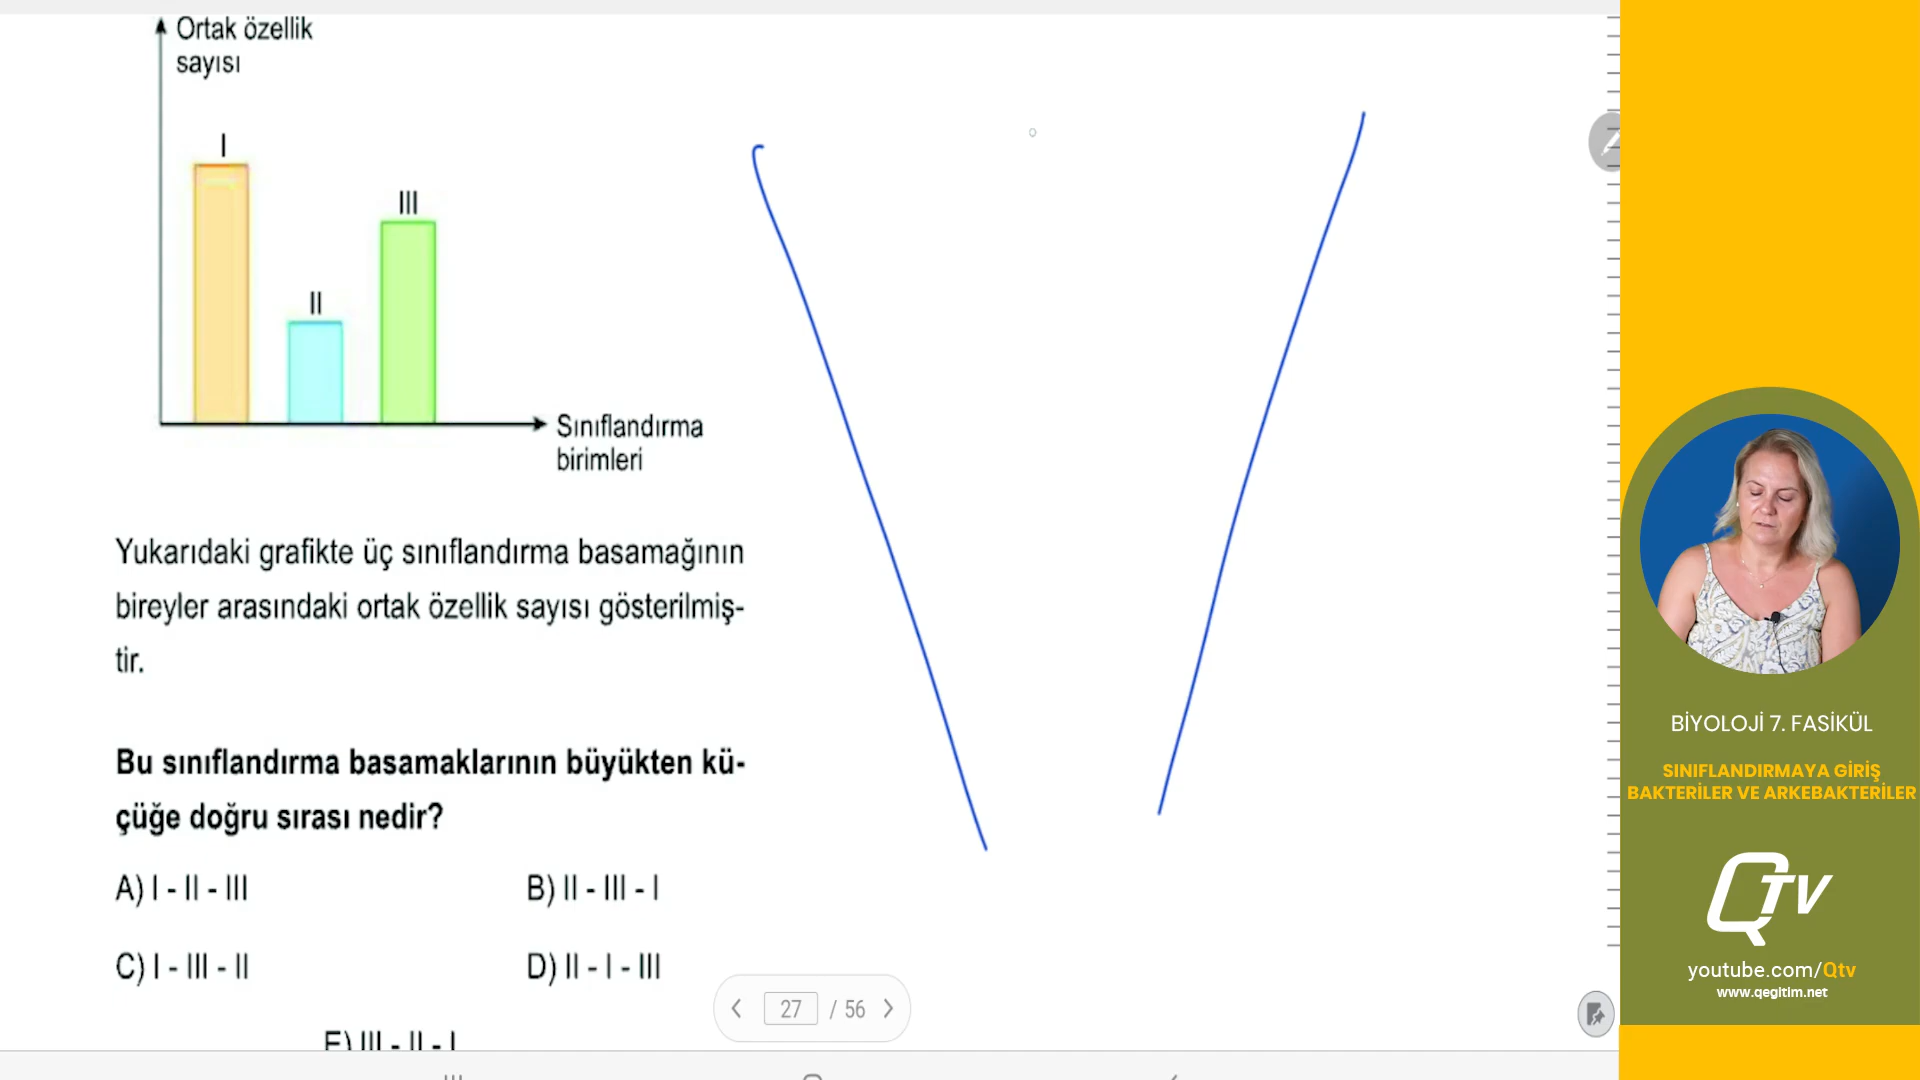 Ortak özellik
sayısı
I
III
II
Sınıflandırma
birimleri
Yukarıdaki grafikte üç sınıflandırma basamağının
bireyler arasındaki ortak özellik sayısı gösterilmiş-
tir.
Bu sınıflandırma basamaklarının büyükten kü-
çüğe doğru sırası nedir?
A) I - II - III
B) II - III - I
C) I - III - II
D) II - I - III
E) III - II - I
27 / 56
BİYOLOJİ 7. FASİKÜL
SINIFLANDIRMAYA GİRİŞ
BAKTERİLER VE ARKEBAKTERİLER
QTV
youtube.com/Qtv
www.qegitim.net